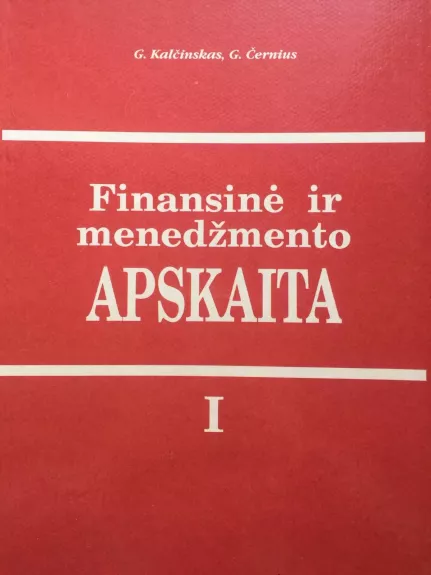 G. Kalčinskas, G. Černius
Finansinė ir
menedžmento
APSKAITA
I